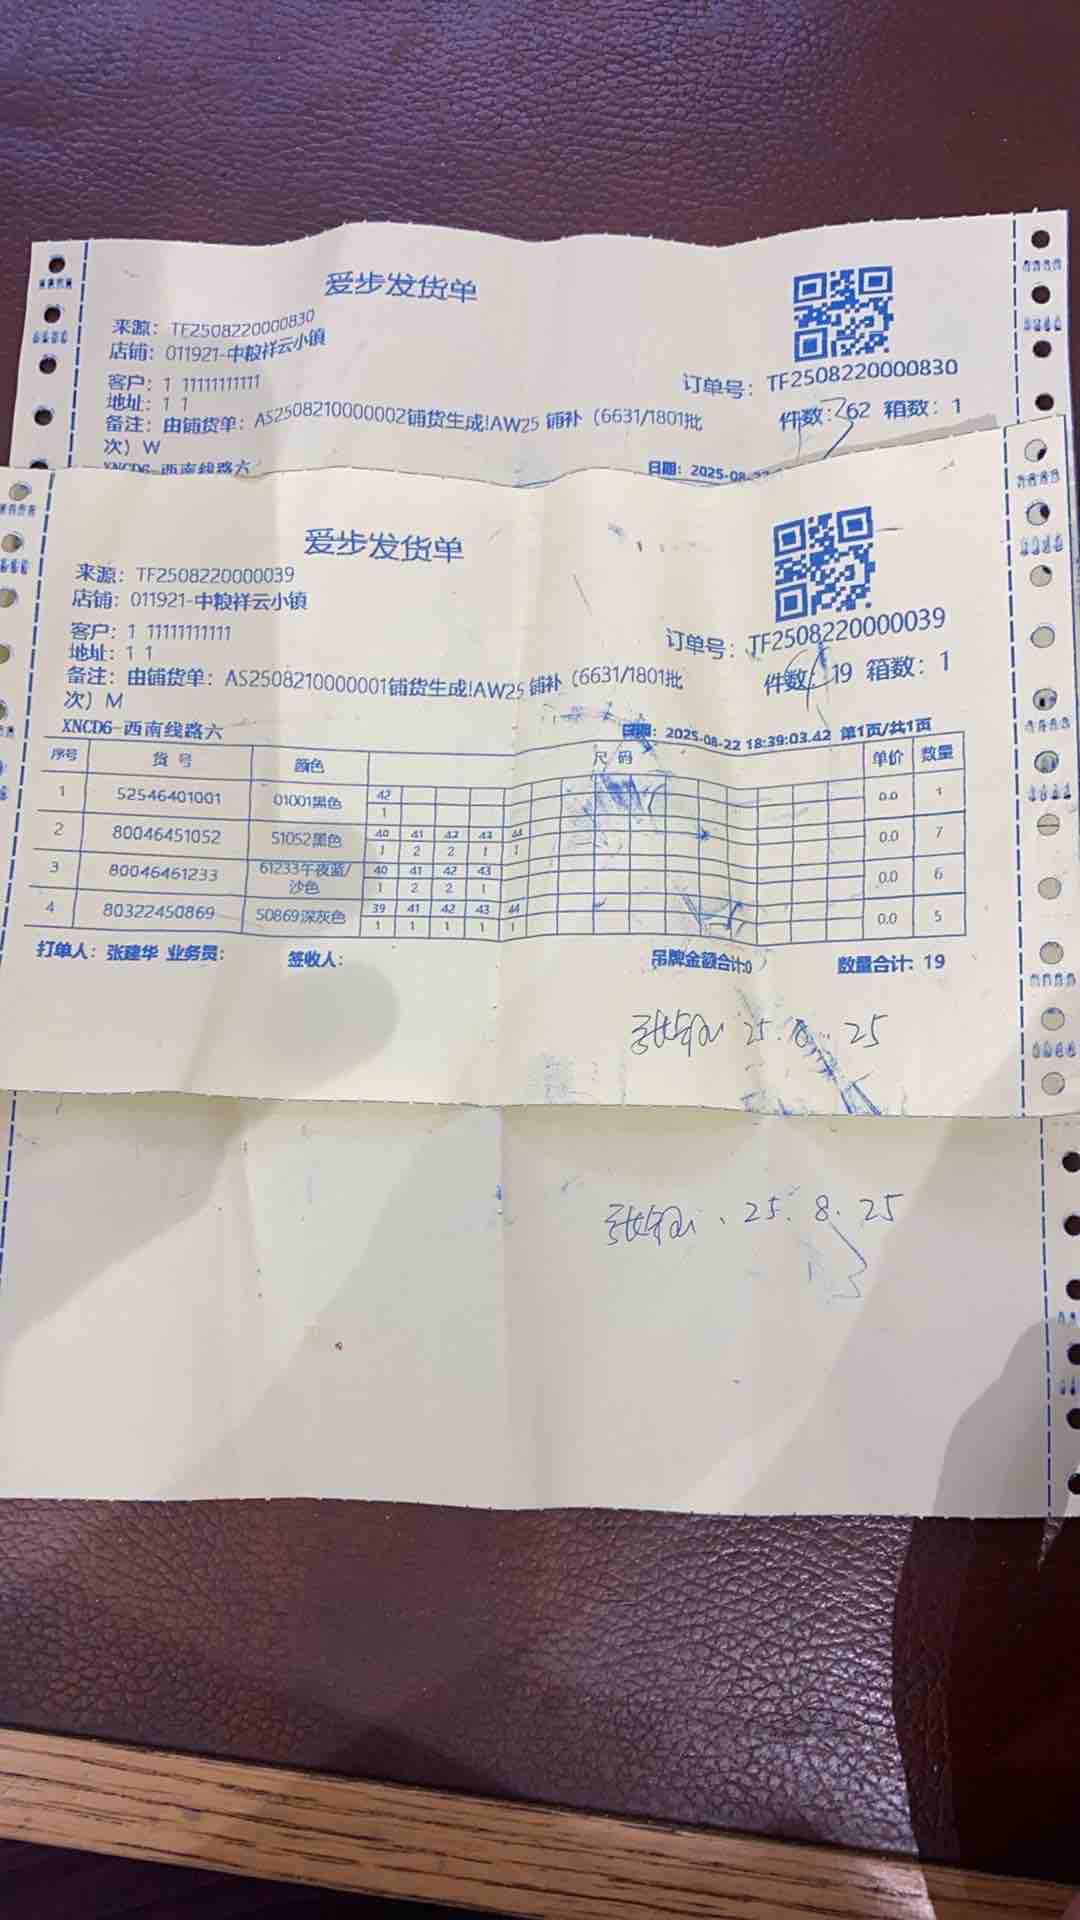 爱步发货单
来源：TF2508220000830
店铺：011921-中粮祥云小镇
客户：1 11111111111
订单号：TF2508220000830
地址：1 1
备注：由铺货单：AS2508210000002铺货生成!AW25 铺补（6631/1801批
件数：62 箱数：1
次）W
XNCD6-西南线路六
日期：2025-08-22
爱步发货单
来源：TF2508220000039
店铺：011921-中粮祥云小镇
客户：1 11111111111
订单号：TF2508220000039
地址：1 1
备注：由铺货单：AS2508210000001铺货生成!AW25 铺补（6631/1801批
件数：19 箱数：1
次）M
XNCD6-西南线路六
日期：2025-08-22 18:39:03.42 第1页/共1页
序号 货 号 颜色 尺 码 单价 数量
1 52546401001 01001黑色 42 0.0 1
1
2 80046451052 51052黑色 40 41 42 43 44 0.0 7
1 2 2 1 1
3 80046461233 61233午夜蓝/沙色 40 41 42 43 0.0 6
1 2 2 1
4 80322450869 50869深灰色 39 41 42 43 44 0.0 5
1 1 1 1 1
打单人：张建华 业务员： 签收人： 吊牌金额合计:0 数量合计：19
25.8.25
25.8.25